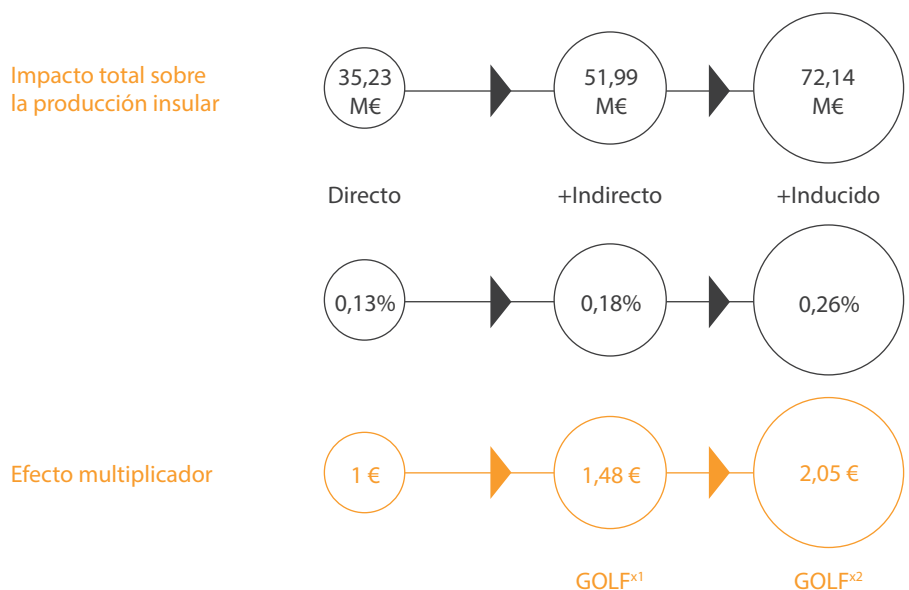 Impacto total sobre
la producción insular
35,23
M€
51,99
M€
72,14
M€
Directo
+Indirecto
+Inducido
0,13%
0,18%
0,26%
Efecto multiplicador
1 €
1,48 €
2,05 €
GOLFˣ¹
GOLFˣ²